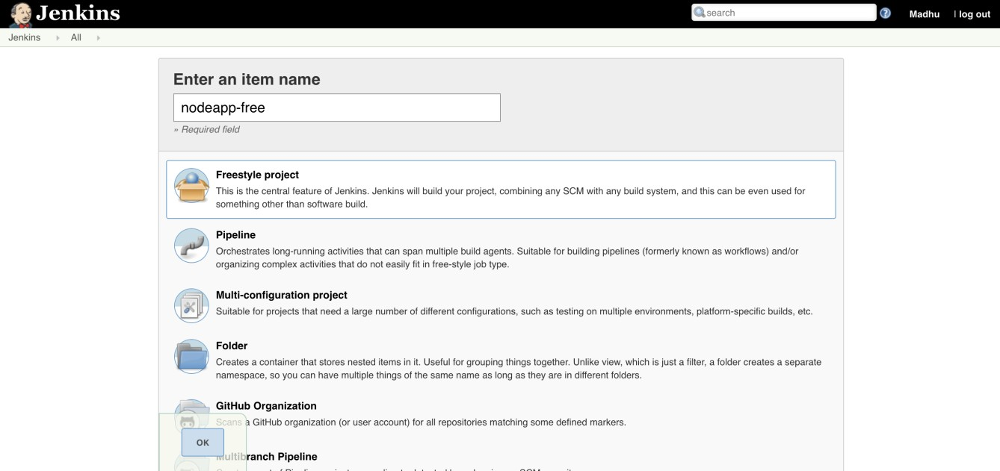 Jenkins
search
Madhu
| log out
Jenkins
All
Enter an item name
nodeapp-free
» Required field
Freestyle project
This is the central feature of Jenkins. Jenkins will build your project, combining any SCM with any build system, and this can be even used for
something other than software build.
Pipeline
Orchestrates long-running activities that can span multiple build agents. Suitable for building pipelines (formerly known as workflows) and/or
organizing complex activities that do not easily fit in free-style job type.
Multi-configuration project
Suitable for projects that need a large number of different configurations, such as testing on multiple environments, platform-specific builds, etc.
Folder
Creates a container that stores nested items in it. Useful for grouping things together. Unlike view, which is just a filter, a folder creates a separate
namespace, so you can have multiple things of the same name as long as they are in different folders.
GitHub Organization
Scans a GitHub organization (or user account) for all repositories matching some defined markers.
OK
Multibranch Pipeline